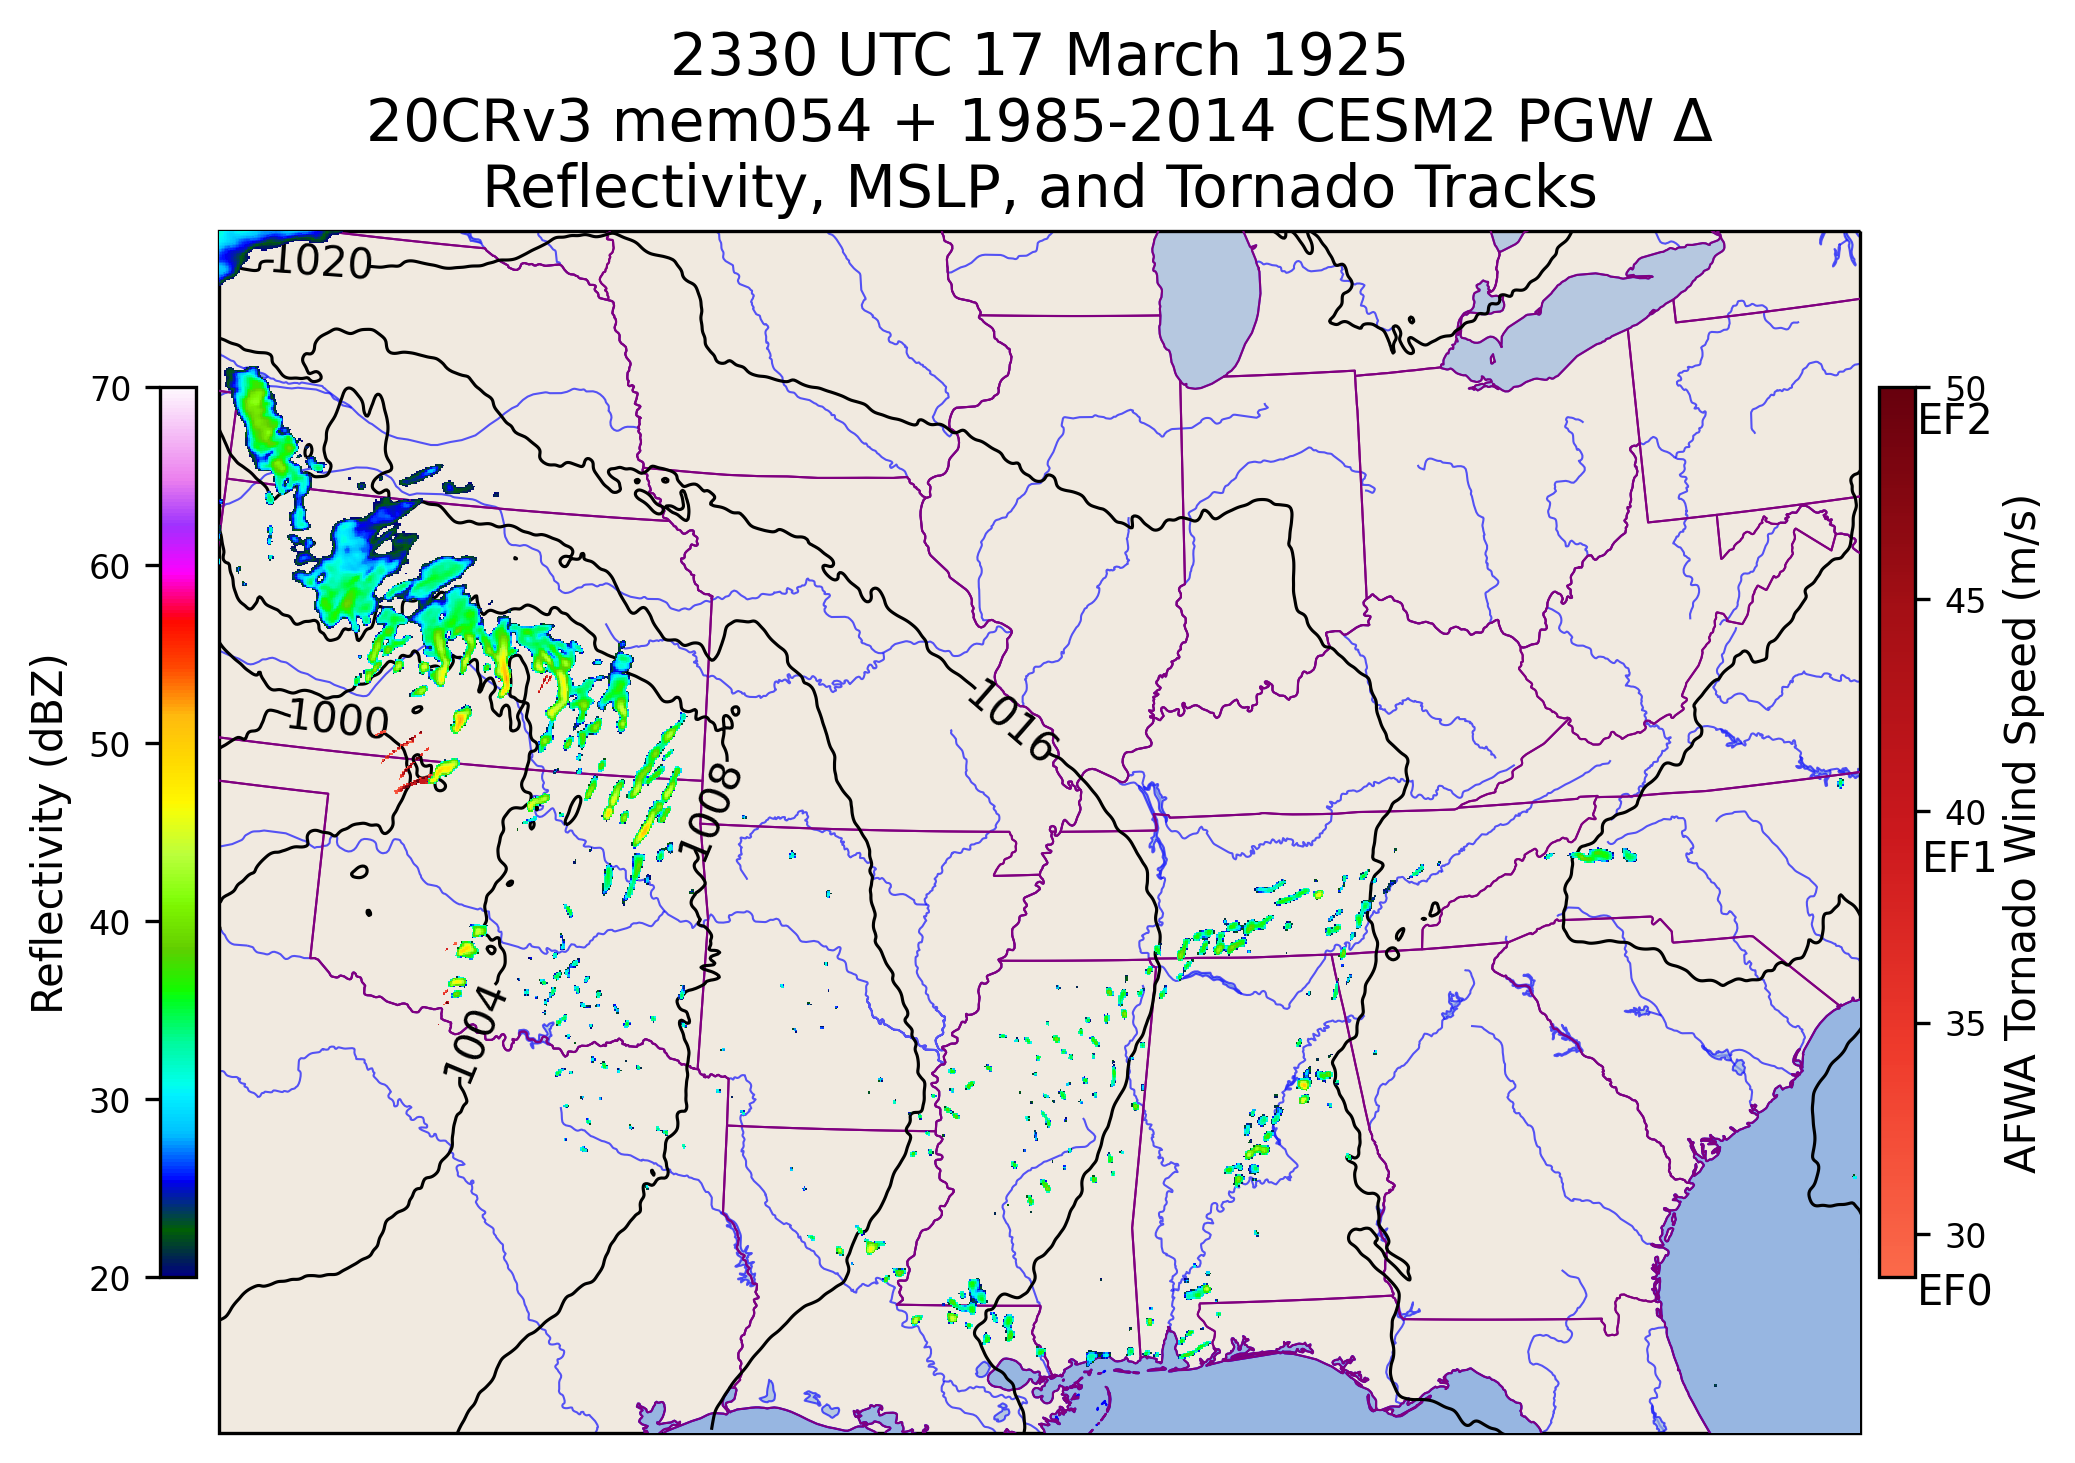 2330 UTC 17 March 1925
20CRv3 mem054 + 1985-2014 CESM2 PGW Δ
Reflectivity, MSLP, and Tornado Tracks
1020
1000
1016
1008
1004
70
60
50
40
30
20
Reflectivity (dBZ)
50
EF2
45
40
EF1
35
30
EF0
AFWA Tornado Wind Speed (m/s)